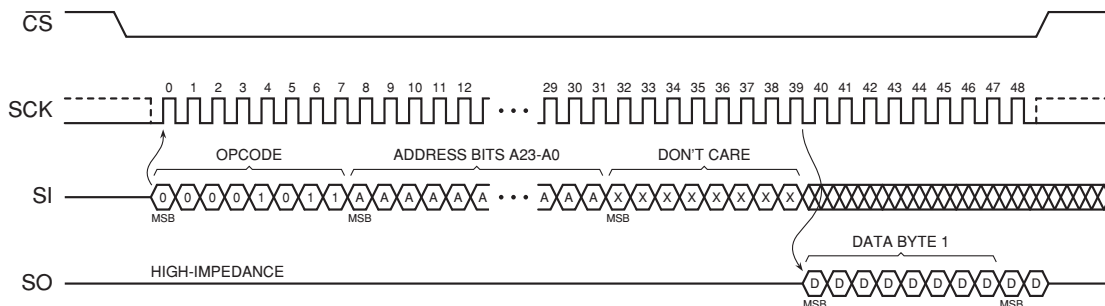 CS
0 1 2 3 4 5 6 7 8 9 10 11 12 29 30 31 32 33 34 35 36 37 38 39 40 41 42 43 44 45 46 47 48
SCK
OPCODE ADDRESS BITS A23-A0 DON'T CARE
SI 0 0 0 0 1 0 1 1 A A A A A A A A A X X X X X X X X
MSB MSB MSB
DATA BYTE 1
HIGH-IMPEDANCE
SO D D D D D D D D D D
MSB MSB